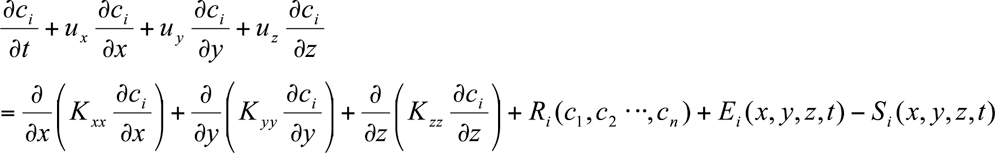 ∂c_i/∂t + u_x ∂c_i/∂x + u_y ∂c_i/∂y + u_z ∂c_i/∂z
= ∂/∂x (K_xx ∂c_i/∂x) + ∂/∂y (K_yy ∂c_i/∂y) + ∂/∂z (K_zz ∂c_i/∂z) + R_i(c_1,c_2 ⋯,c_n) + E_i(x,y,z,t) − S_i(x,y,z,t)